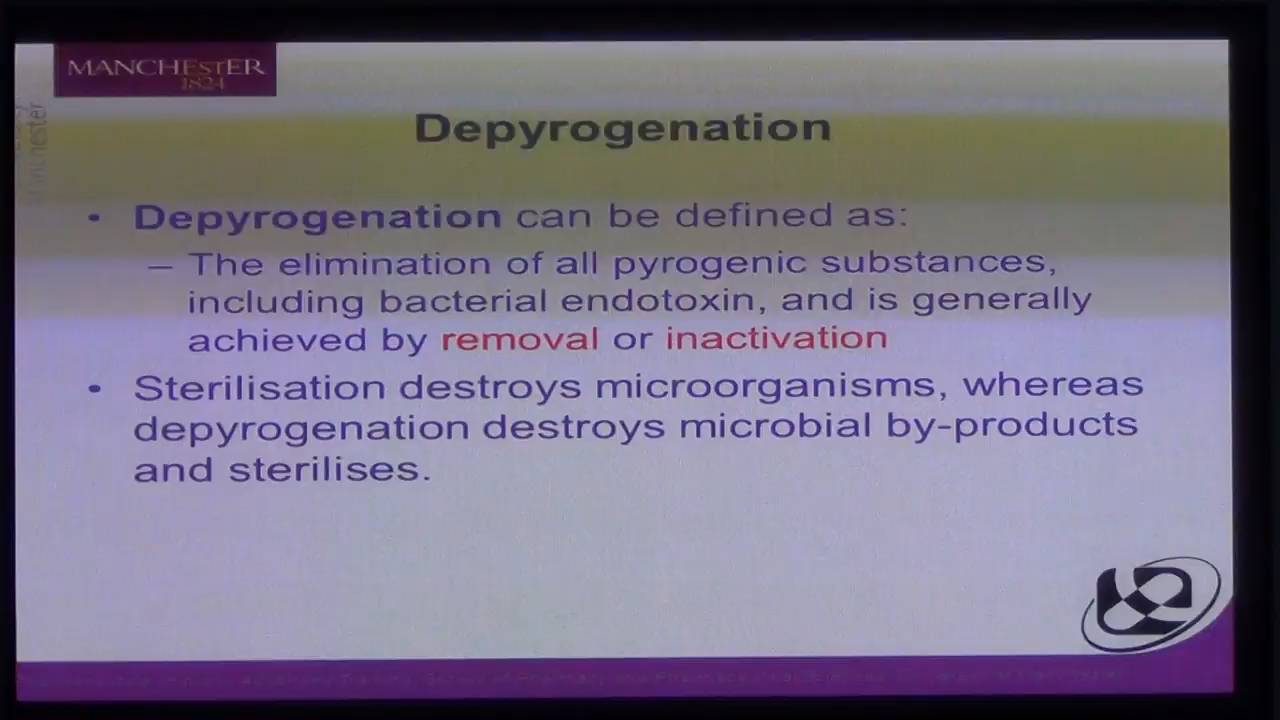 MANCHESTER
1824
Manchester
Depyrogenation
• Depyrogenation can be defined as:
– The elimination of all pyrogenic substances,
including bacterial endotoxin, and is generally
achieved by removal or inactivation
• Sterilisation destroys microorganisms, whereas
depyrogenation destroys microbial by-products
and sterilises.